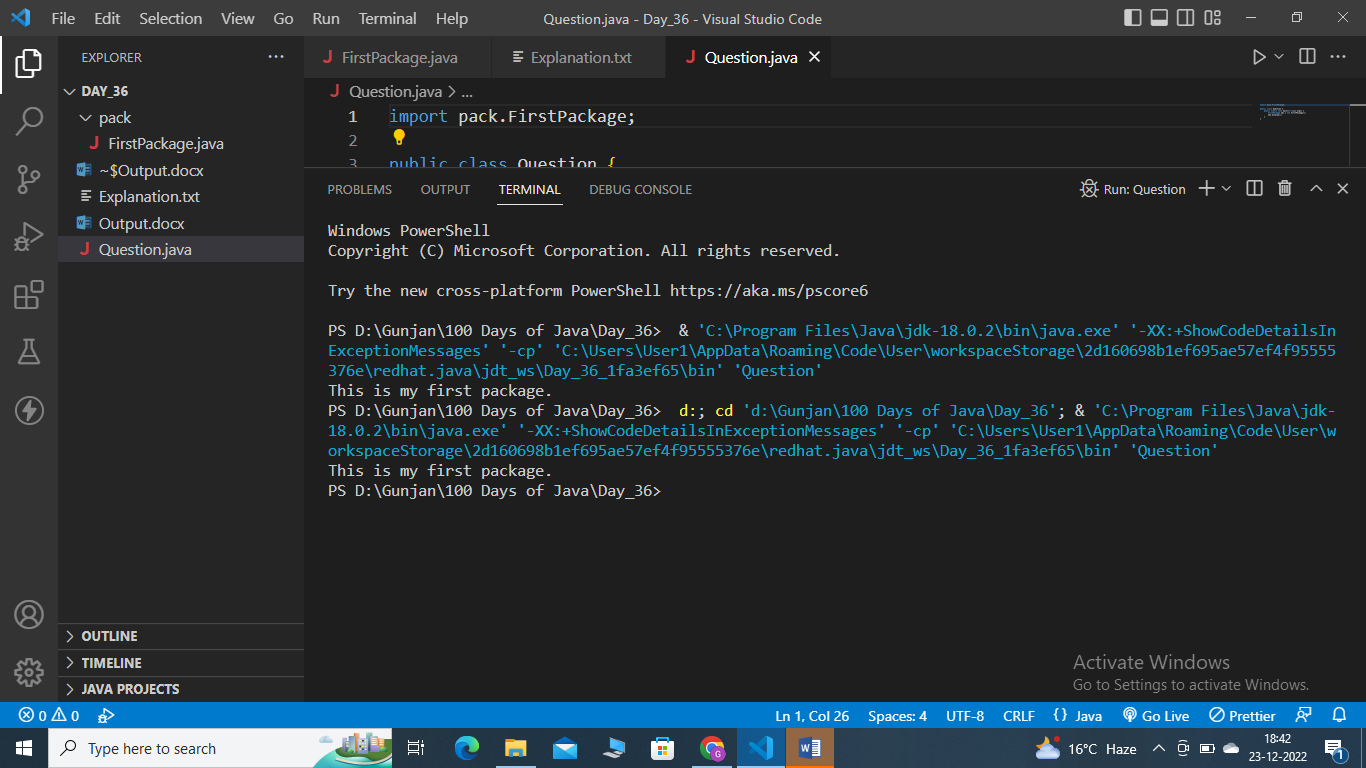 File Edit Selection View Go Run Terminal Help
Question.java - Day_36 - Visual Studio Code
EXPLORER
DAY_36
pack
FirstPackage.java
~$Output.docx
Explanation.txt
Output.docx
Question.java
OUTLINE
TIMELINE
JAVA PROJECTS
FirstPackage.java
Explanation.txt
Question.java
Question.java > ...
1 import pack.FirstPackage;
2
3 public class Question {
PROBLEMS OUTPUT TERMINAL DEBUG CONSOLE
Run: Question
Windows PowerShell
Copyright (C) Microsoft Corporation. All rights reserved.
Try the new cross-platform PowerShell https://aka.ms/pscore6
PS D:\Gunjan\100 Days of Java\Day_36>  & 'C:\Program Files\Java\jdk-18.0.2\bin\java.exe' '-XX:+ShowCodeDetailsIn
ExceptionMessages' '-cp' 'C:\Users\User1\AppData\Roaming\Code\User\workspaceStorage\2d160698b1ef695ae57ef4f95555
376e\redhat.java\jdt_ws\Day_36_1fa3ef65\bin' 'Question'
This is my first package.
PS D:\Gunjan\100 Days of Java\Day_36>  d:; cd 'd:\Gunjan\100 Days of Java\Day_36'; & 'C:\Program Files\Java\jdk-
18.0.2\bin\java.exe' '-XX:+ShowCodeDetailsInExceptionMessages' '-cp' 'C:\Users\User1\AppData\Roaming\Code\User\w
orkspaceStorage\2d160698b1ef695ae57ef4f95555376e\redhat.java\jdt_ws\Day_36_1fa3ef65\bin' 'Question'
This is my first package.
PS D:\Gunjan\100 Days of Java\Day_36>
Activate Windows
Go to Settings to activate Windows.
0 0
Ln 1, Col 26 Spaces: 4 UTF-8 CRLF {} Java Go Live Prettier
Type here to search
16°C Haze
18:42
23-12-2022
1